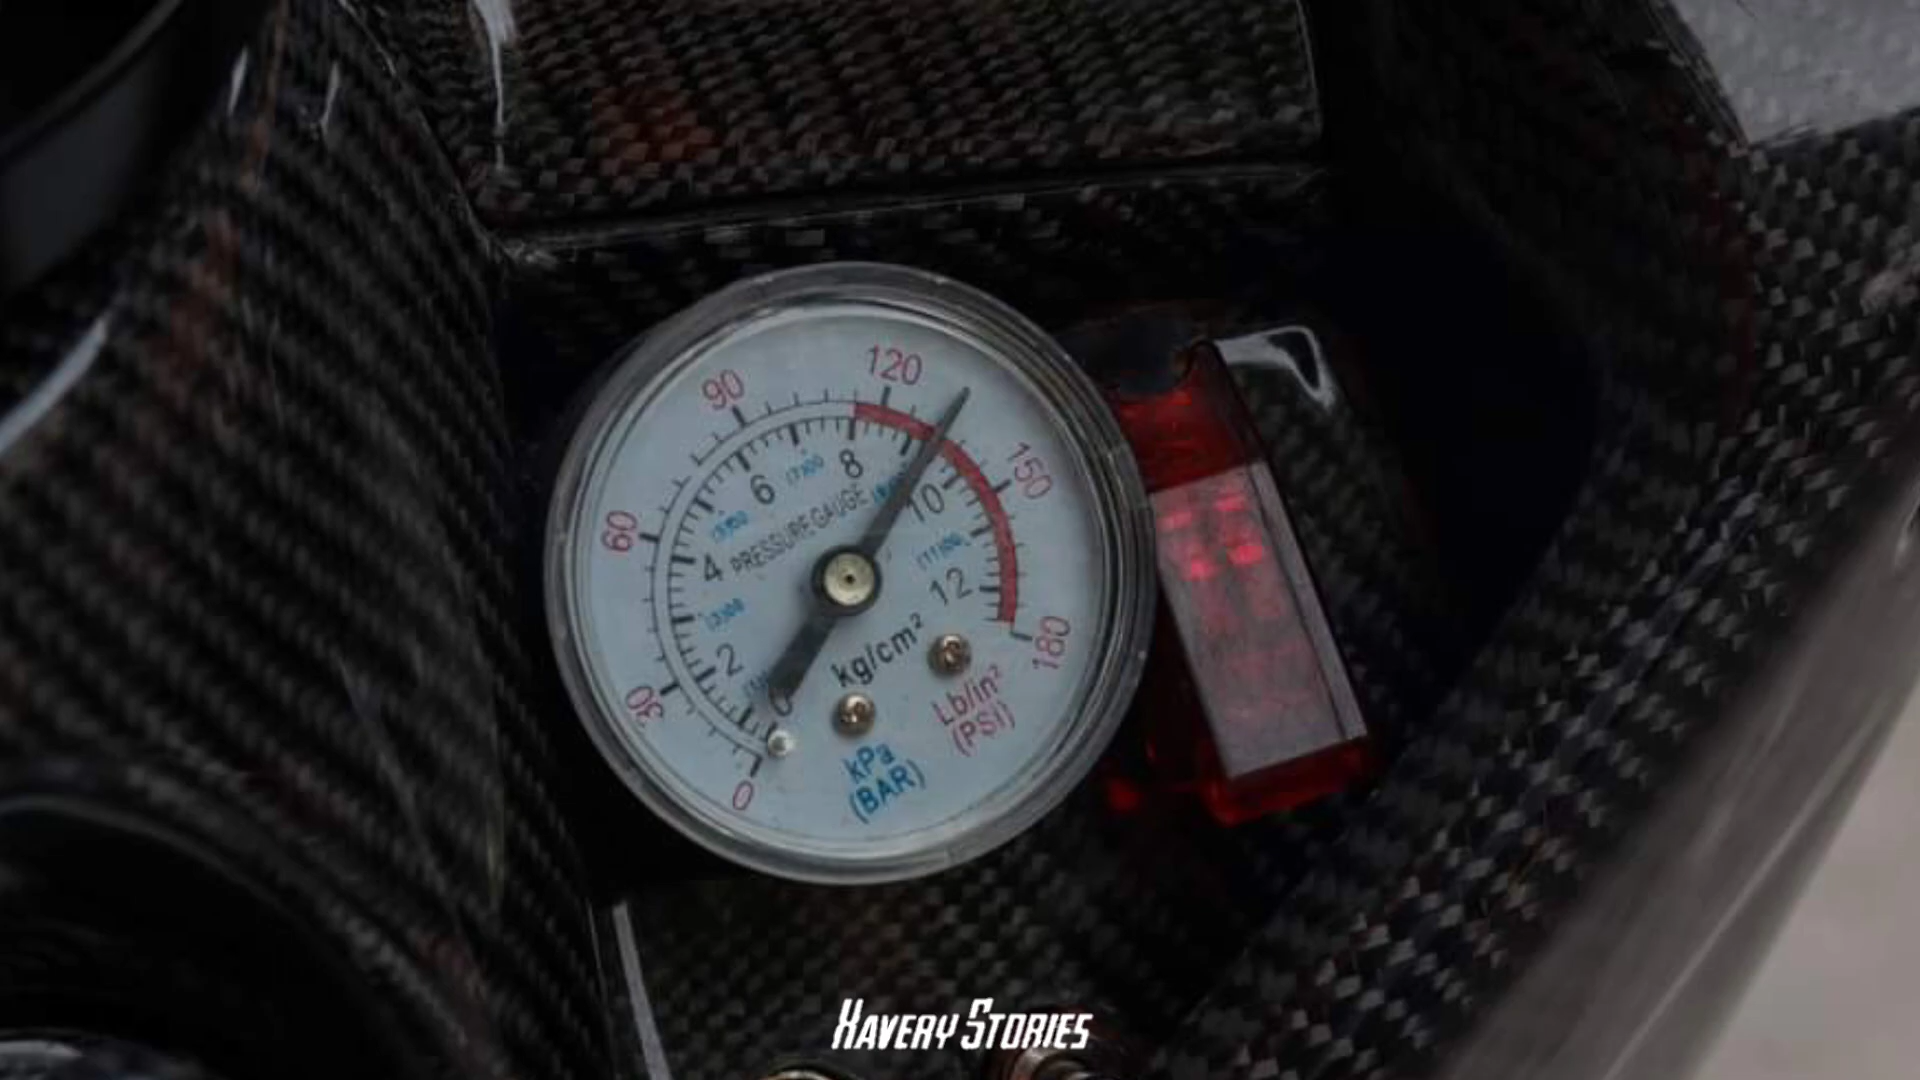 120
90
150
60
8
6
10
PRESSURE GAUGE
4
12
2
kg/cm²
180
30
Lb/in²
(PSI)
0
kPa
(BAR)
0
XAVERY STORIES